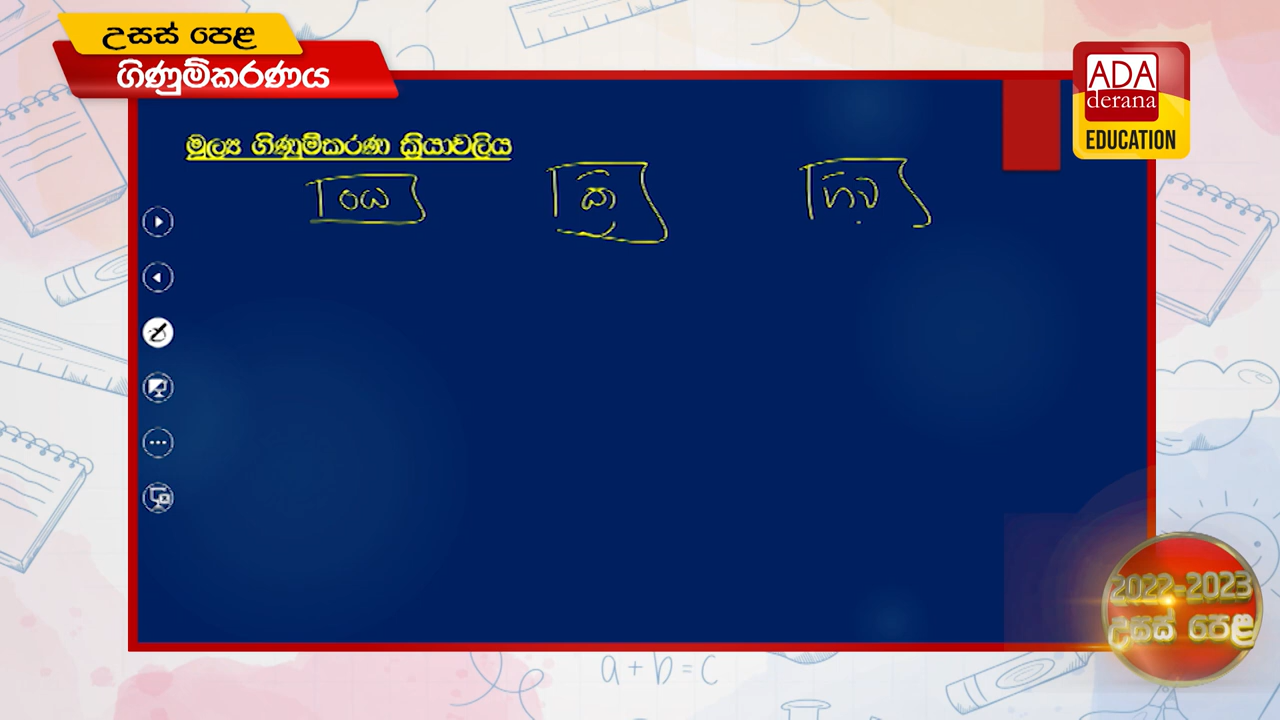 උසස් පෙළ
ගිණුම්කරණය
ADA
derana
EDUCATION
මූල්‍ය ගිණුම්කරණ ක්‍රියාවලිය
2022-2023
උසස් පෙළ
a + b = c